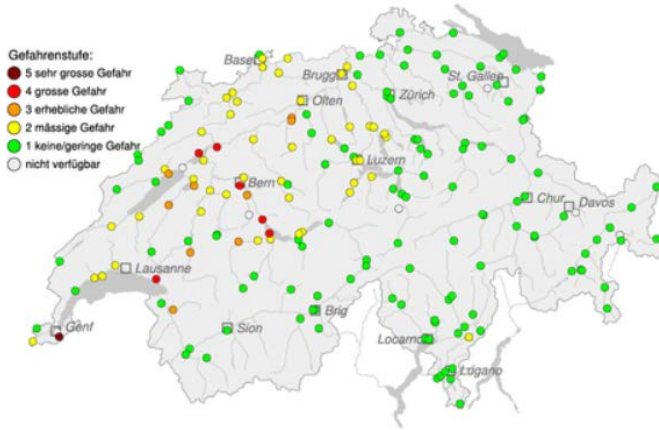 Gefahrenstufe:
5 sehr grosse Gefahr
4 grosse Gefahr
3 erhebliche Gefahr
2 mässige Gefahr
1 keine/geringe Gefahr
nicht verfügbar
Basel
Brugg
St. Gallen
Olten
Zürich
Luzern
Bern
Chur
Davos
Lausanne
Brig
Genf
Sion
Locarno
Lugano